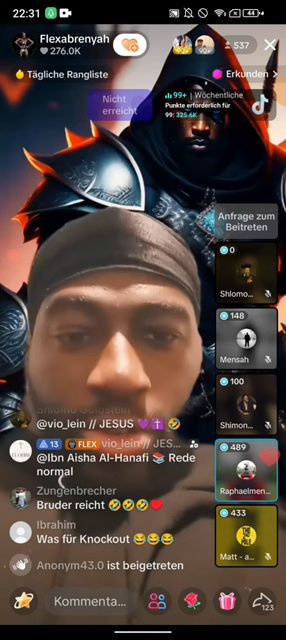 22:31
44
Flexabrenyah
276.0K
537
Tägliche Rangliste
Erkunden >
Nicht
erreicht
99+ | Wöchentliche
Punkte erforderlich für
99: 325.6K
Anfrage zum
Beitreten
0
Shlomo...
148
Mensah
100
Shimon...
489
Raphaelmen...
433
Matt - a...
@vio_lein // JESUS 💜✝️🤣
13 FLEX vio_lein // JES...
@Ibn Aisha Al-Hanafi 📚 Rede
normal
Zungenbrecher
Bruder reicht 🤣🤣🤣❤️
Ibrahim
Was für Knockout 😂😂😂
Anonym43.0 ist beigetreten
Kommenta...
123